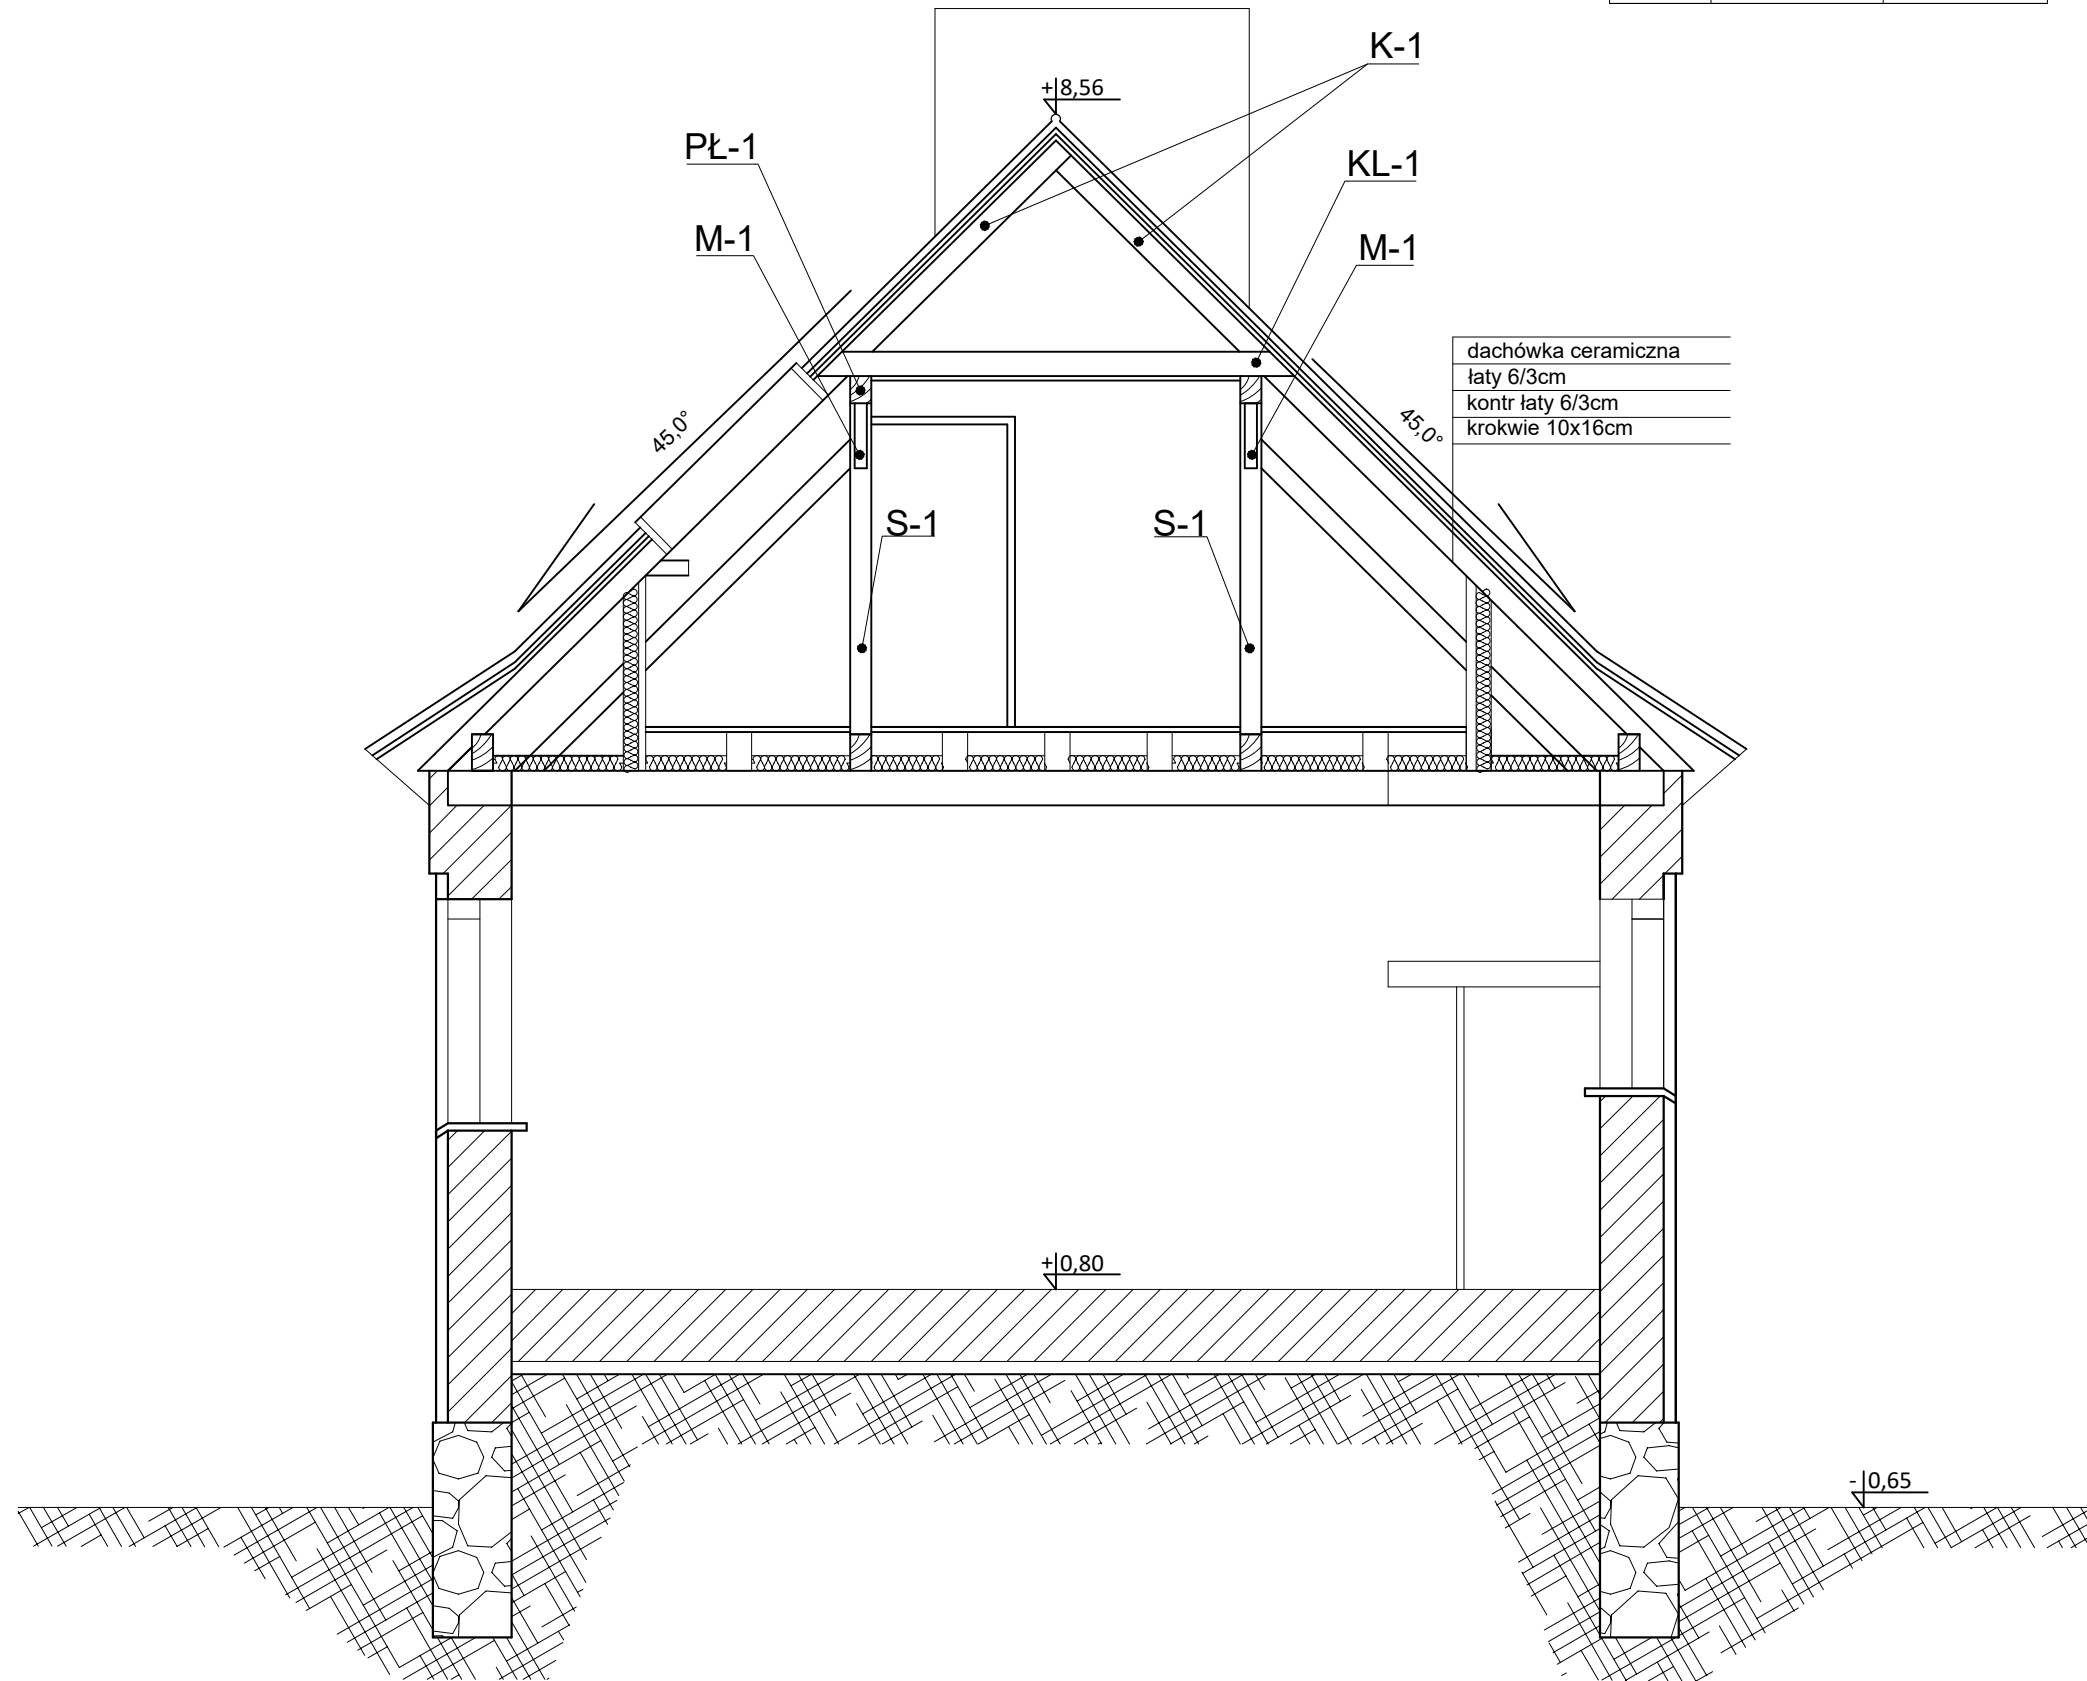 K-1
+8,56
PŁ-1
KL-1
M-1
M-1
dachówka ceramiczna
łaty 6/3cm
kontr łaty 6/3cm
krokwie 10x16cm
45,0°
45,0°
S-1
S-1
+0,80
-0,65